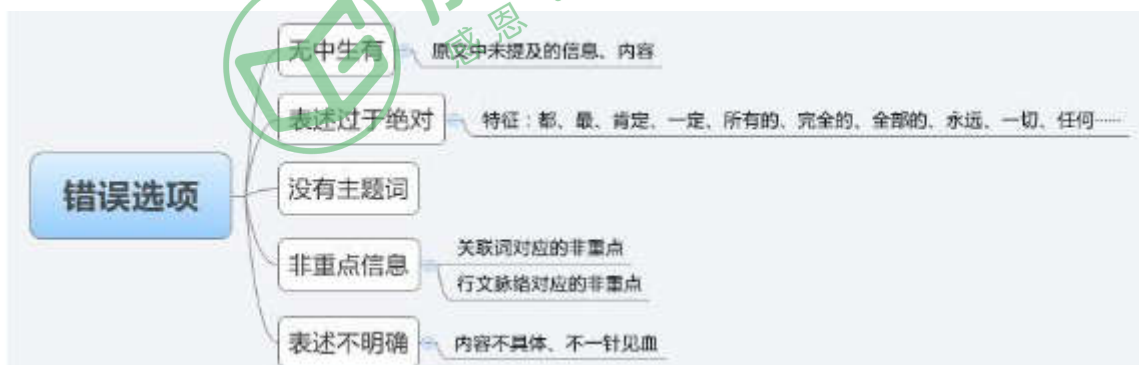 感恩
无中生有
原文中未提及的信息、内容
表述过于绝对
特征：都、最、肯定、一定、所有的、完全的、全部的、永远、一切、任何……
错误选项
没有主题词
非重点信息
关联词对应的非重点
行文脉络对应的非重点
表述不明确
内容不具体、不一针见血